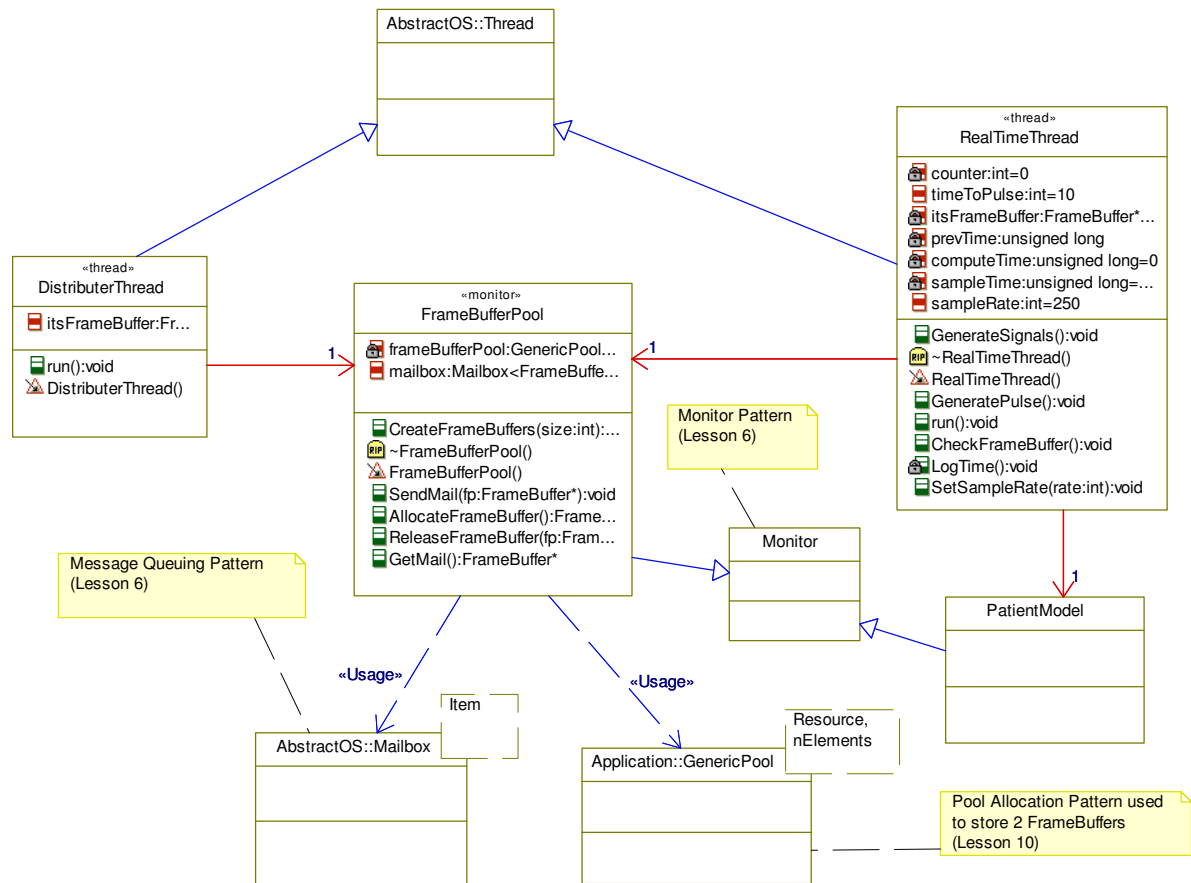 AbstractOS::Thread
«thread»
RealTimeThread
counter:int=0
timeToPulse:int=10
itsFrameBuffer:FrameBuffer*...
prevTime:unsigned long
computeTime:unsigned long=0
sampleTime:unsigned long=...
sampleRate:int=250
GenerateSignals():void
RIP ~RealTimeThread()
RealTimeThread()
GeneratePulse():void
run():void
CheckFrameBuffer():void
LogTime():void
SetSampleRate(rate:int):void
«thread»
DistributerThread
itsFrameBuffer:Fr...
run():void
DistributerThread()
1
«monitor»
FrameBufferPool
frameBufferPool:GenericPool...
mailbox:Mailbox<FrameBuffe...
CreateFrameBuffers(size:int):...
RIP ~FrameBufferPool()
FrameBufferPool()
SendMail(fp:FrameBuffer*):void
AllocateFrameBuffer():Frame...
ReleaseFrameBuffer(fp:Fram...
GetMail():FrameBuffer*
1
Monitor Pattern
(Lesson 6)
Monitor
1
PatientModel
Message Queuing Pattern
(Lesson 6)
«Usage»
«Usage»
Item
AbstractOS::Mailbox
Resource,
nElements
Application::GenericPool
Pool Allocation Pattern used
to store 2 FrameBuffers
(Lesson 10)